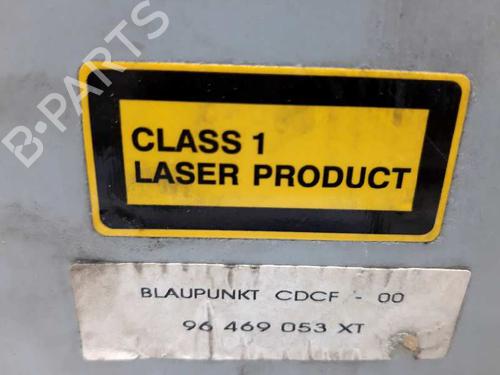 B-PARTS
CLASS 1
LASER PRODUCT
BLAUPUNKT CDCF - 00
96 469 053 XT